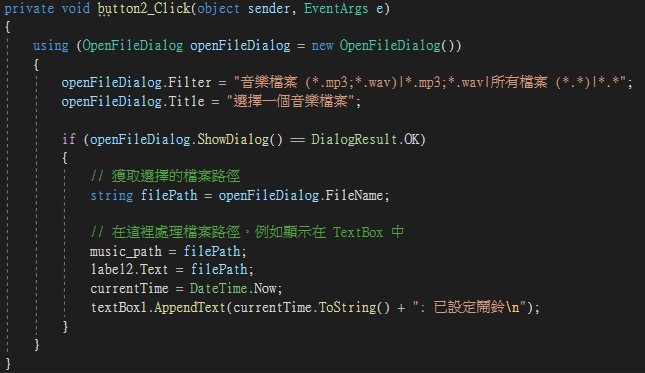 private void button2_Click(object sender, EventArgs e)
{
using (OpenFileDialog openFileDialog = new OpenFileDialog())
{
openFileDialog.Filter = "音樂檔案 (*.mp3;*.wav)|*.mp3;*.wav|所有檔案 (*.*)|*.*";
openFileDialog.Title = "選擇一個音樂檔案";
if (openFileDialog.ShowDialog() == DialogResult.OK)
{
// 獲取選擇的檔案路徑
string filePath = openFileDialog.FileName;
// 在這裡處理檔案路徑，例如顯示在 TextBox 中
music_path = filePath;
label2.Text = filePath;
currentTime = DateTime.Now;
textBox1.AppendText(currentTime.ToString() + ": 已設定鬧鈴\n");
}
}
}